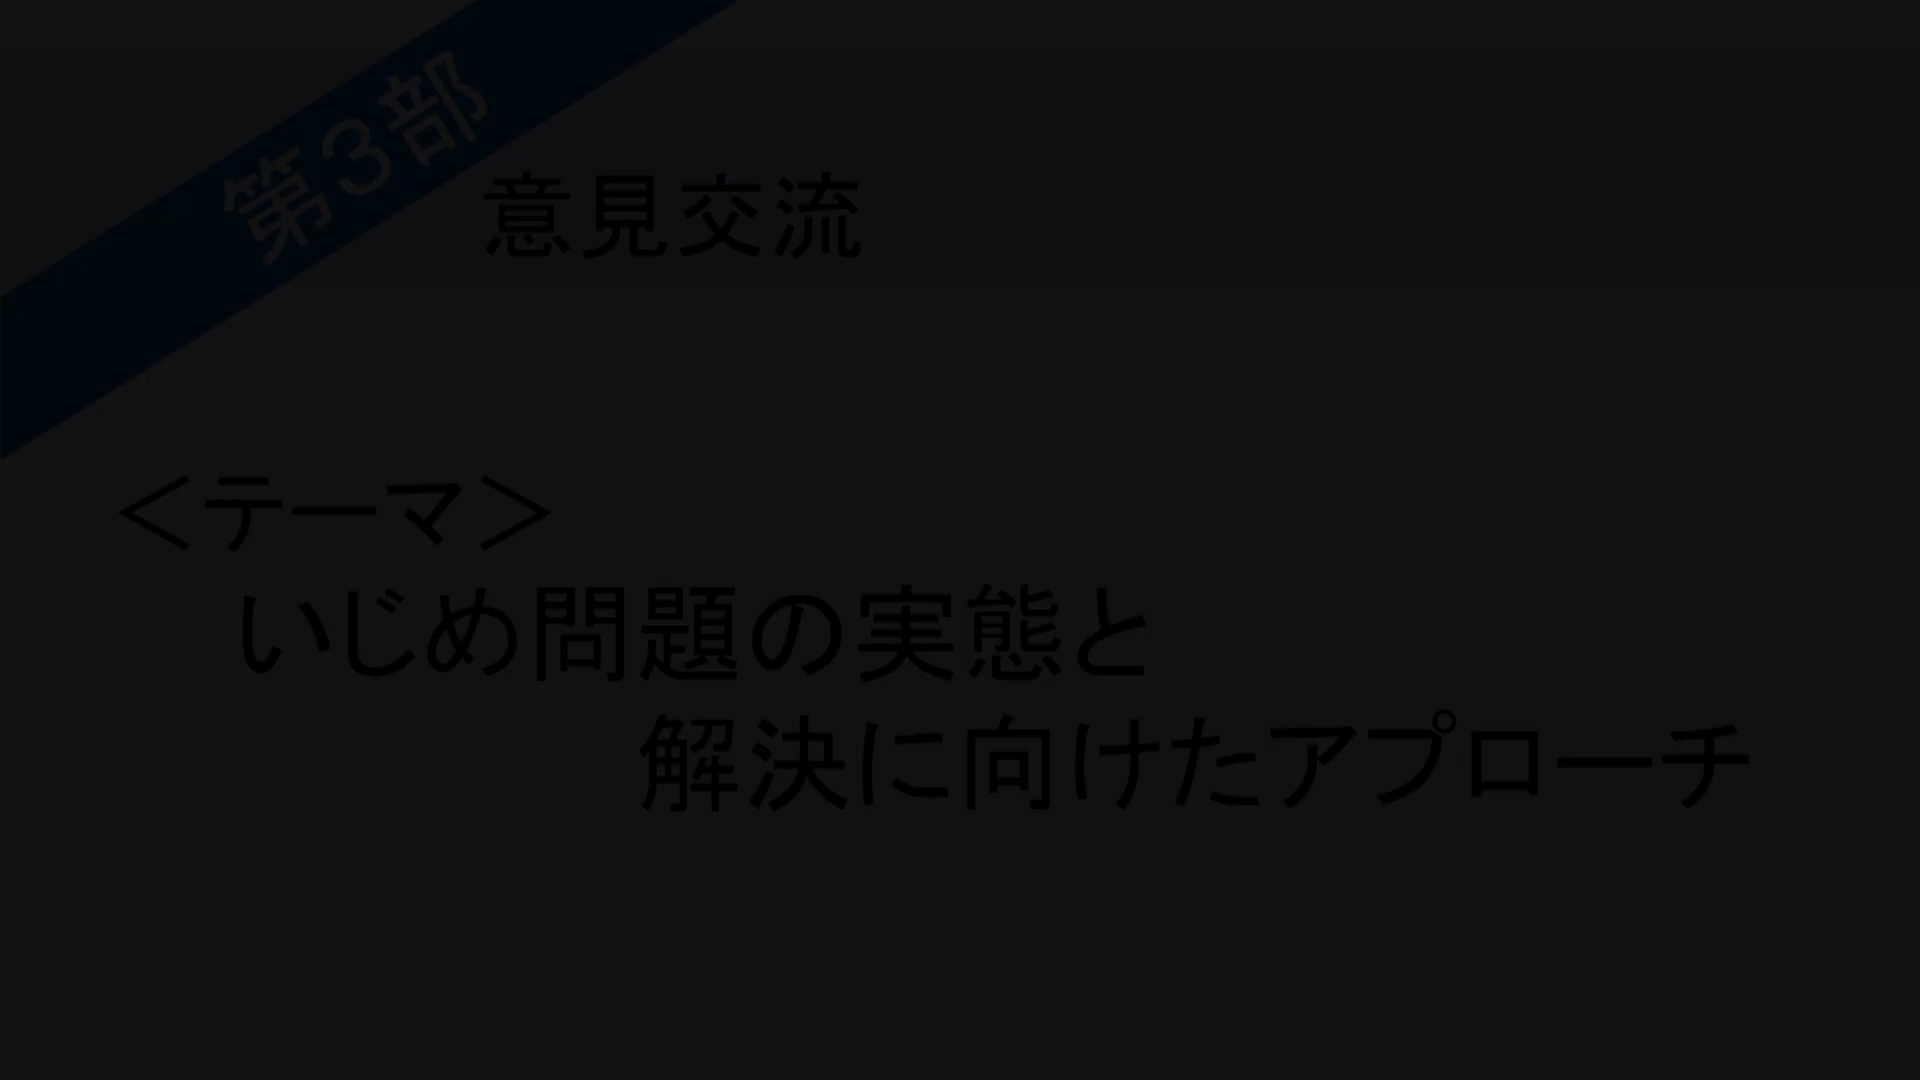 第3部
意見交流
＜テーマ＞
いじめ問題の実態と
解決に向けたアプローチ